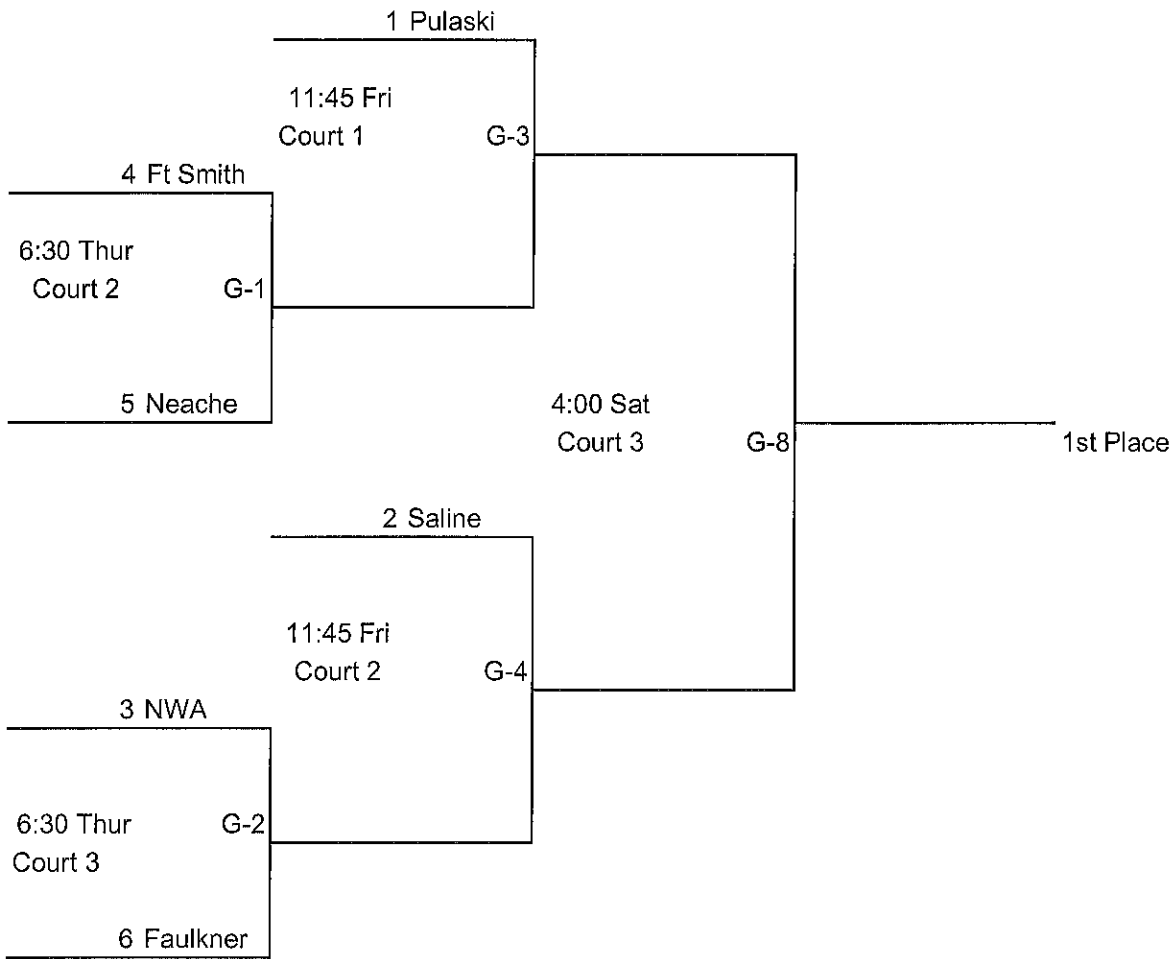 1 Pulaski
11:45 Fri
Court 1
G-3
4 Ft Smith
6:30 Thur
Court 2
G-1
5 Neache
4:00 Sat
Court 3
G-8
1st Place
2 Saline
11:45 Fri
Court 2
G-4
3 NWA
6:30 Thur
Court 3
G-2
6 Faulkner